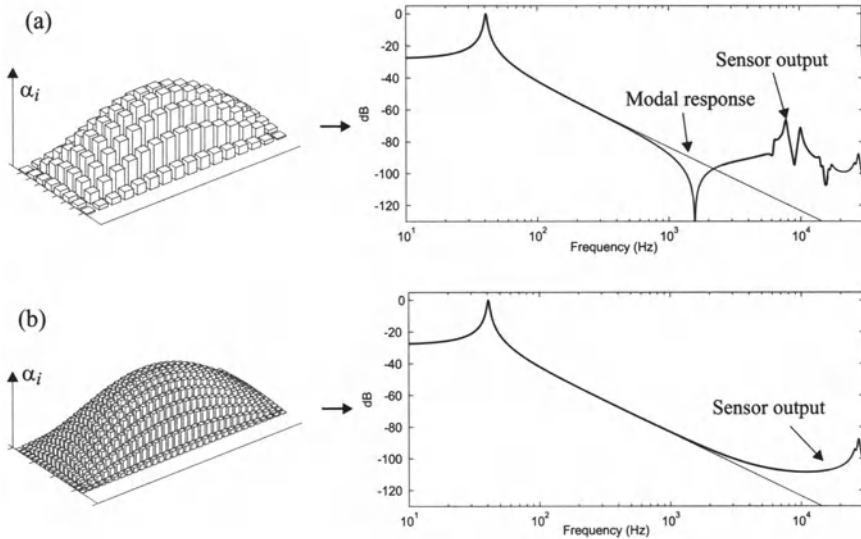 (a)
αi
0
-20
-40
-60
-80
-100
-120
dB
Modal response
Sensor output
10^1
10^2
10^3
10^4
Frequency (Hz)
(b)
αi
0
-20
-40
-60
-80
-100
-120
dB
Sensor output
10^1
10^2
10^3
10^4
Frequency (Hz)